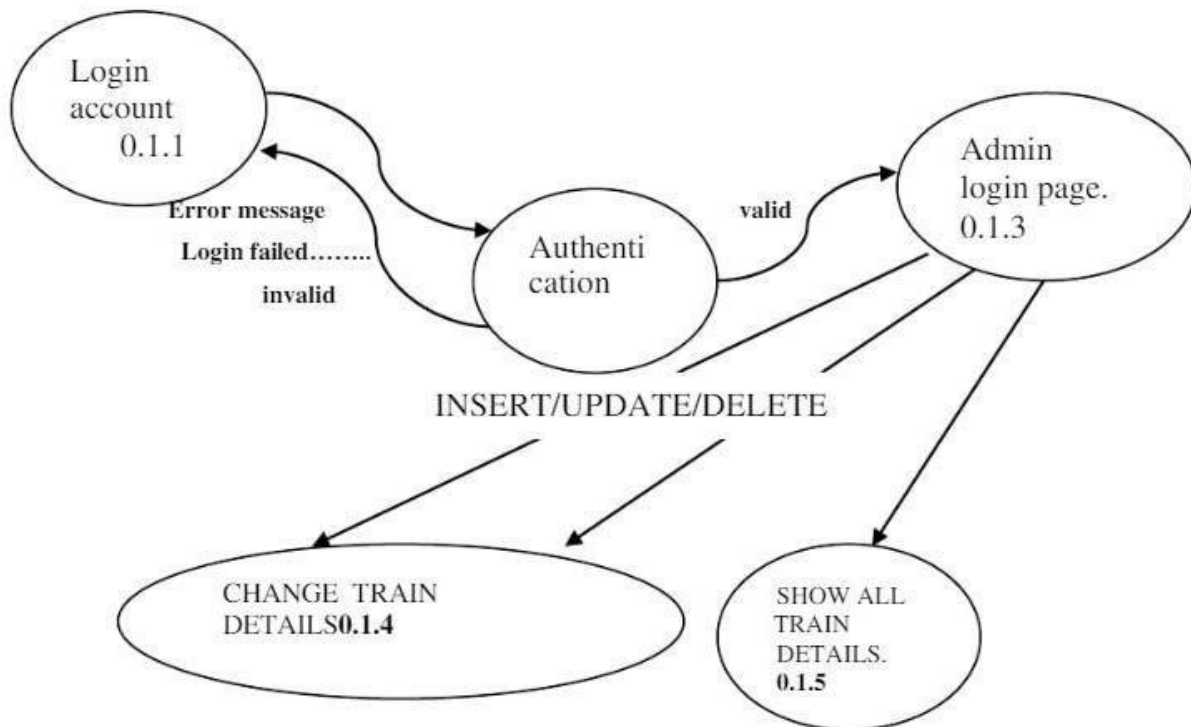 Login
account
0.1.1
Error message
Login failed........
invalid
Authenti
cation
valid
Admin
login page.
0.1.3
INSERT/UPDATE/DELETE
CHANGE TRAIN
DETAILS0.1.4
SHOW ALL
TRAIN
DETAILS.
0.1.5